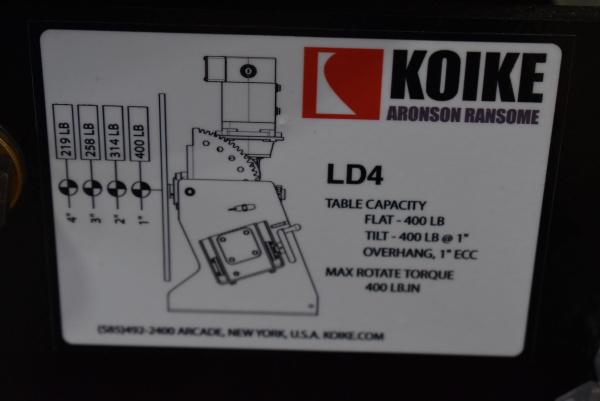 KOIKE
ARONSON RANSOME
219 LB
258 LB
314 LB
400 LB
4"
3"
2"
1"
LD4
TABLE CAPACITY
FLAT - 400 LB
TILT - 400 LB @ 1"
OVERHANG, 1" ECC
MAX ROTATE TORQUE
400 LB.IN
(585)492-2400 ARCADE, NEW YORK, U.S.A. KOIKE.COM